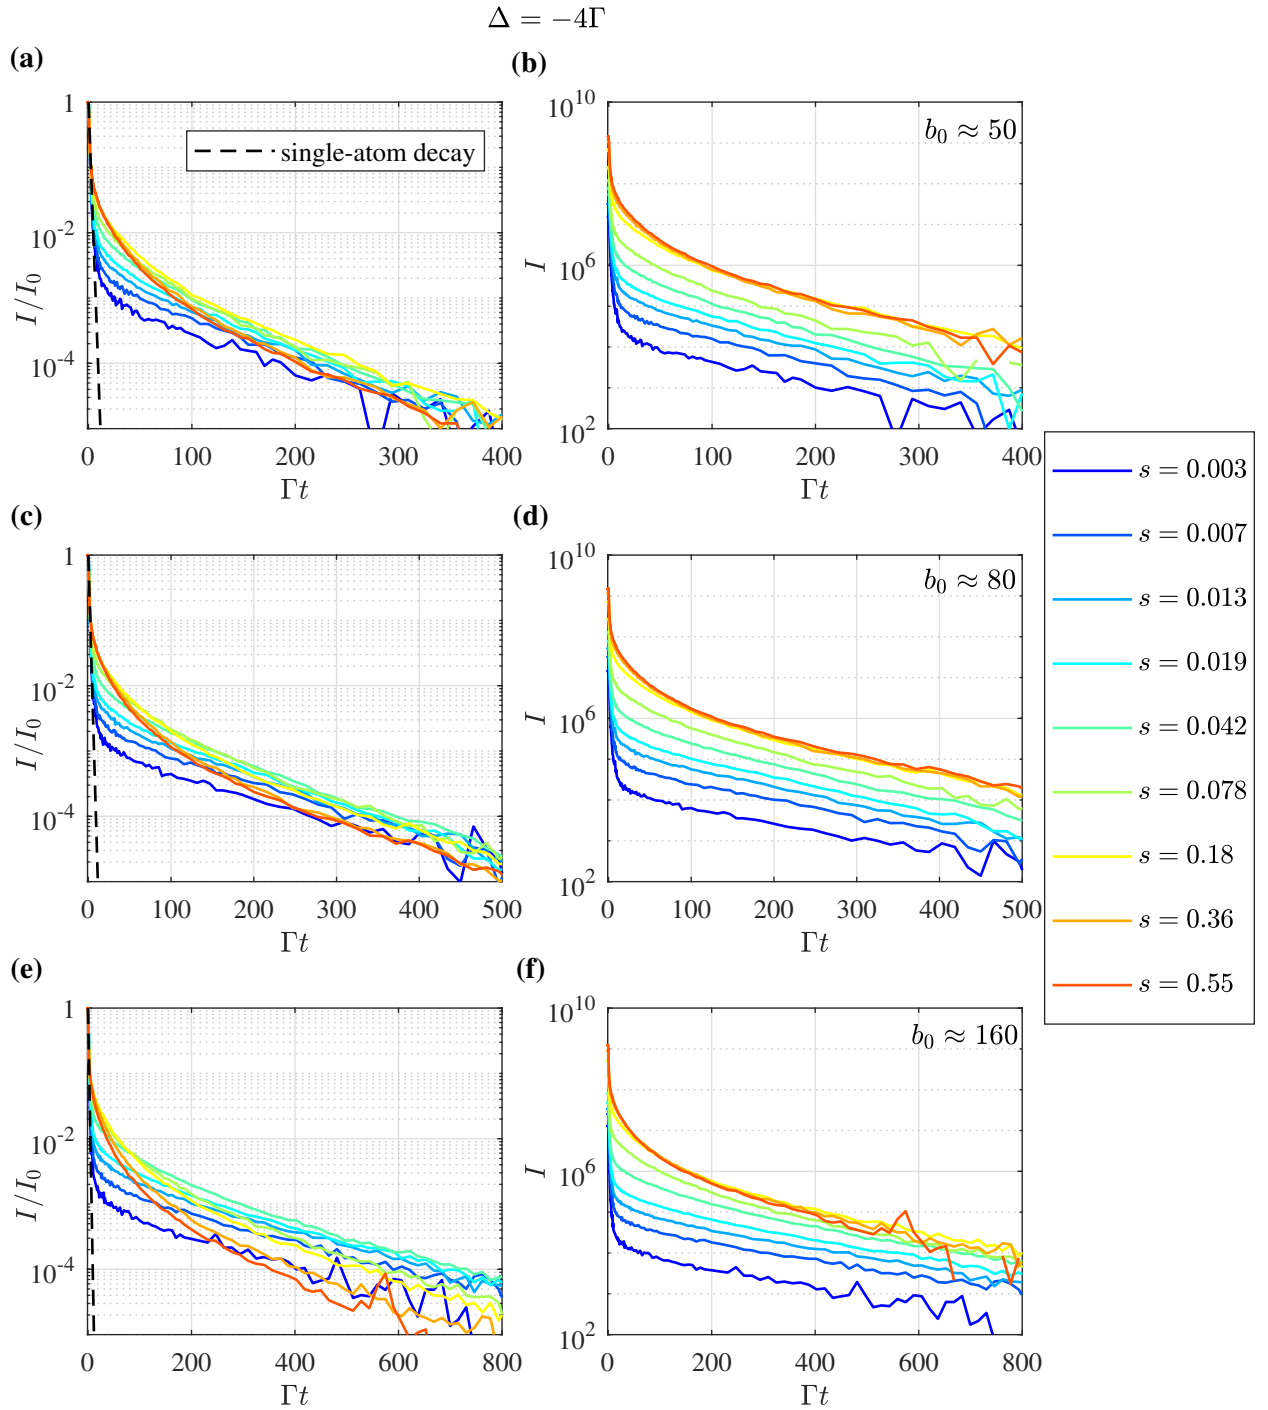 Δ = −4Γ
(a)
(b)
1
10^-2
10^-4
I/I_0
single-atom decay
0 100 200 300 400
Γt
10^10
10^6
10^2
I
b_0 ≈ 50
0 100 200 300 400
Γt
(c)
(d)
1
10^-2
10^-4
I/I_0
0 100 200 300 400 500
Γt
10^10
10^6
10^2
I
b_0 ≈ 80
0 100 200 300 400 500
Γt
(e)
(f)
1
10^-2
10^-4
I/I_0
0 200 400 600 800
Γt
10^10
10^6
10^2
I
b_0 ≈ 160
0 200 400 600 800
Γt
s = 0.003
s = 0.007
s = 0.013
s = 0.019
s = 0.042
s = 0.078
s = 0.18
s = 0.36
s = 0.55